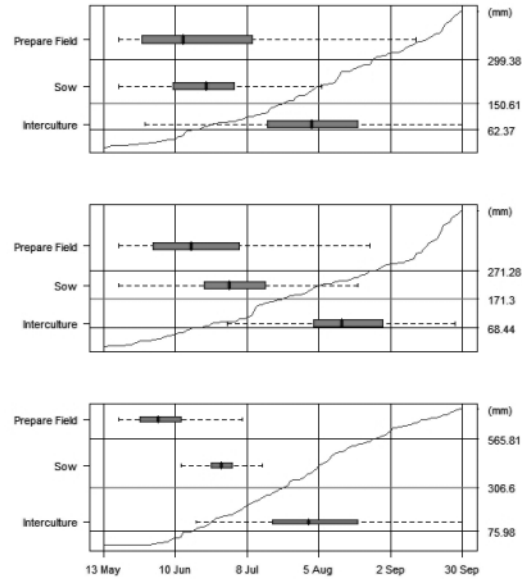 (mm)
Prepare Field
299.38
Sow
150.61
Interculture
62.37
(mm)
Prepare Field
271.28
Sow
171.3
Interculture
68.44
(mm)
Prepare Field
565.81
Sow
306.6
Interculture
75.98
13 May 10 Jun 8 Jul 5 Aug 2 Sep 30 Sep